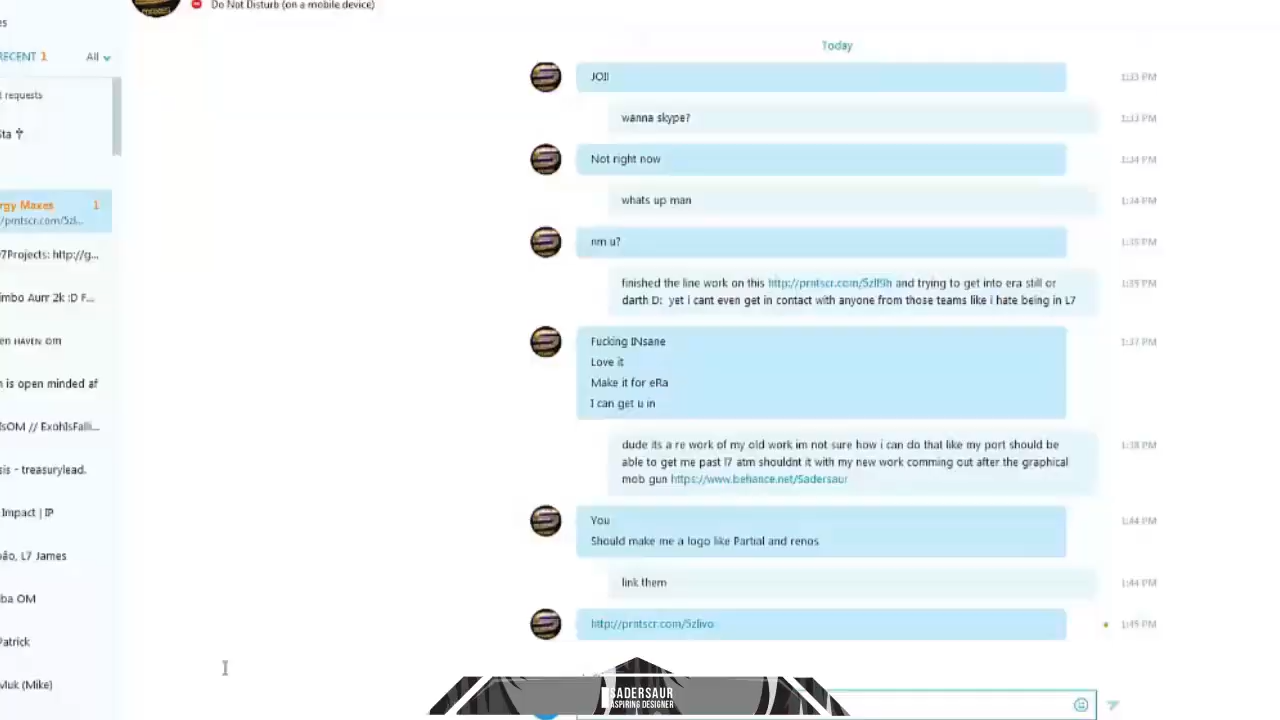 Do Not Disturb (on a mobile device)
es
RECENT 1
All
t requests
sta †
rgy Maxes 1
/prntscr.com/5zl...
7Projects: http://g...
imbo Aurr 2k :D F...
en HAVEN om
n is open minded af
IsOM // ExohIsFalli...
sis - treasurylead.
Impact | IP
oão, L7 James
ba OM
Patrick
Muk (Mike)
Today
1:33 PM
wanna skype?
1:33 PM
Not right now
1:34 PM
whats up man
1:34 PM
nm u?
1:35 PM
finished the line work on this and trying to get into era still or
darth D: yet i cant even get in contact with anyone from those teams like i hate being in L7
1:35 PM
Fucking INsane
1:37 PM
Love it
Make it for eRa
I can get u in
dude its a re work of my old work im not sure how i can do that like my port should be
1:38 PM
able to get me past l7 atm shouldnt it with my new work comming out after the graphical
mob gun https://www.behance.net/Sadersaur
You
1:44 PM
Should make me a logo like Partial and renos
link them
1:44 PM
http://prntscr.com/5zlivo
1:45 PM
SADERSAUR
ASPIRING DESIGNER